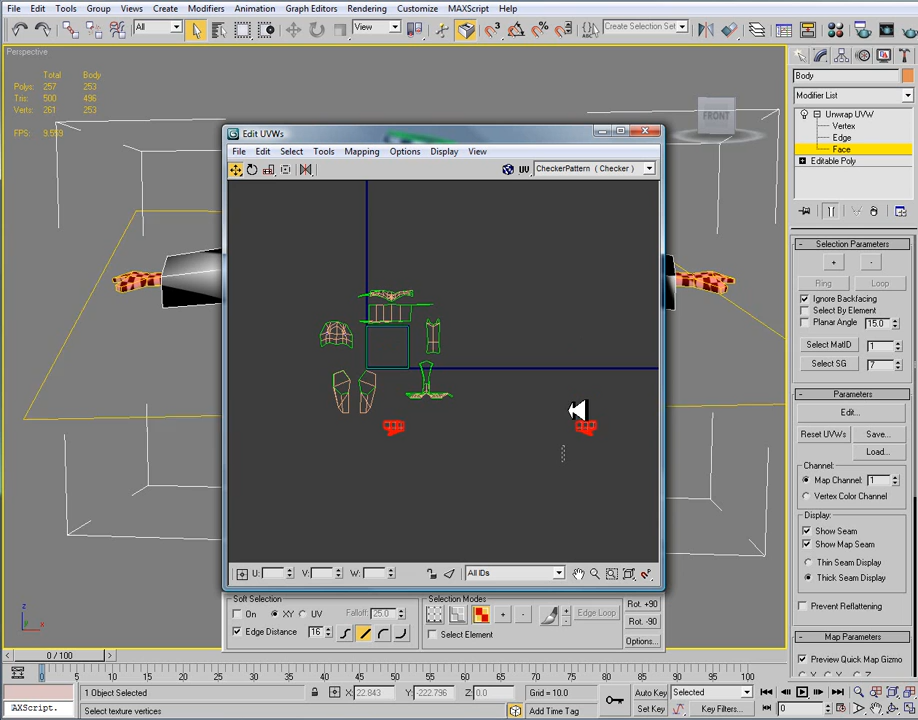 File Edit Tools Group Views Create Modifiers Animation Graph Editors Rendering Customize MAXScript Help
All View Create Selection Set
Perspective
Total Body
Polys: 257 253
Tris: 500 496
Verts: 261 253
FPS:
FRONT
Body
Modifier List
Unwrap UVW
Vertex
Edge
Face
Editable Poly
Edit UVWs
File Edit Select Tools Mapping Options Display View
UV CheckerPattern ( Checker )
Selection Parameters
+ -
Ring Loop
Ignore Backfacing
Select By Element
Planar Angle 15.0
Select MatID 1
Select SG 7
Parameters
Edit...
Reset UVWs Save...
Load...
Channel:
Map Channel: 1
Vertex Color Channel
Display:
Show Seam
Show Map Seam
Thin Seam Display
Thick Seam Display
Prevent Reflattening
Map Parameters
Preview Quick Map Gizmo
X Y Z
U: V: W: All IDs
Soft Selection
On XY UV Falloff: 25.0
Edge Distance 16
Selection Modes
+ - Edge Loop
Select Element
Rot. +90
Rot. -90
Options...
0 / 100
0 5 10 15 20 25 30 35 40 45 50 55 60 65 70 75 80 85 90 95 100
1 Object Selected X: 22.843 Y: -222.796 Z: 0.0 Grid = 10.0 Auto Key Selected
AXScript. Select texture vertices Add Time Tag Set Key Key Filters... 0